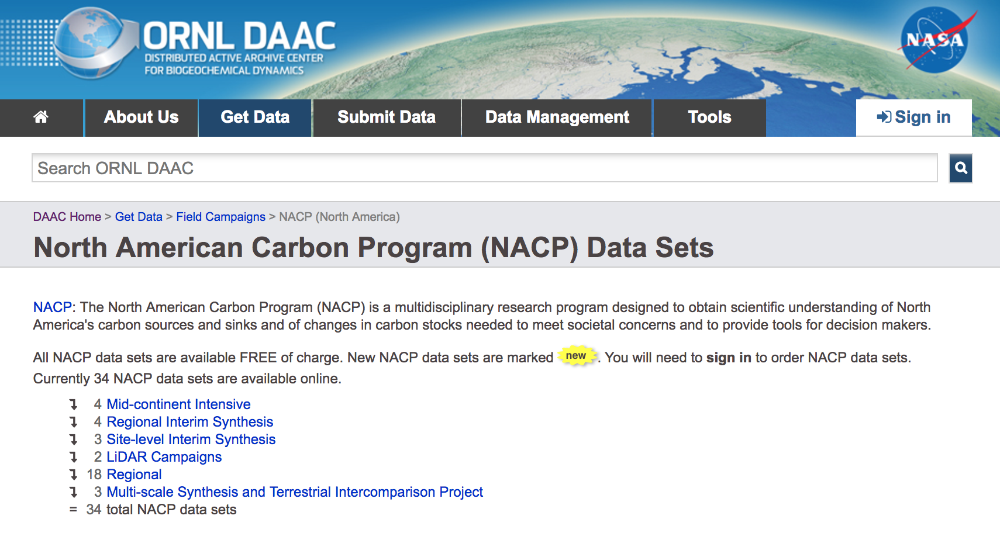 ORNL DAAC
DISTRIBUTED ACTIVE ARCHIVE CENTER
FOR BIOGEOCHEMICAL DYNAMICS
NASA
About Us
Get Data
Submit Data
Data Management
Tools
Sign in
Search ORNL DAAC
DAAC Home > Get Data > Field Campaigns > NACP (North America)
North American Carbon Program (NACP) Data Sets
NACP: The North American Carbon Program (NACP) is a multidisciplinary research program designed to obtain scientific understanding of North
America's carbon sources and sinks and of changes in carbon stocks needed to meet societal concerns and to provide tools for decision makers.
All NACP data sets are available FREE of charge. New NACP data sets are marked new. You will need to sign in to order NACP data sets.
Currently 34 NACP data sets are available online.
4 Mid-continent Intensive
4 Regional Interim Synthesis
3 Site-level Interim Synthesis
2 LiDAR Campaigns
18 Regional
3 Multi-scale Synthesis and Terrestrial Intercomparison Project
= 34 total NACP data sets